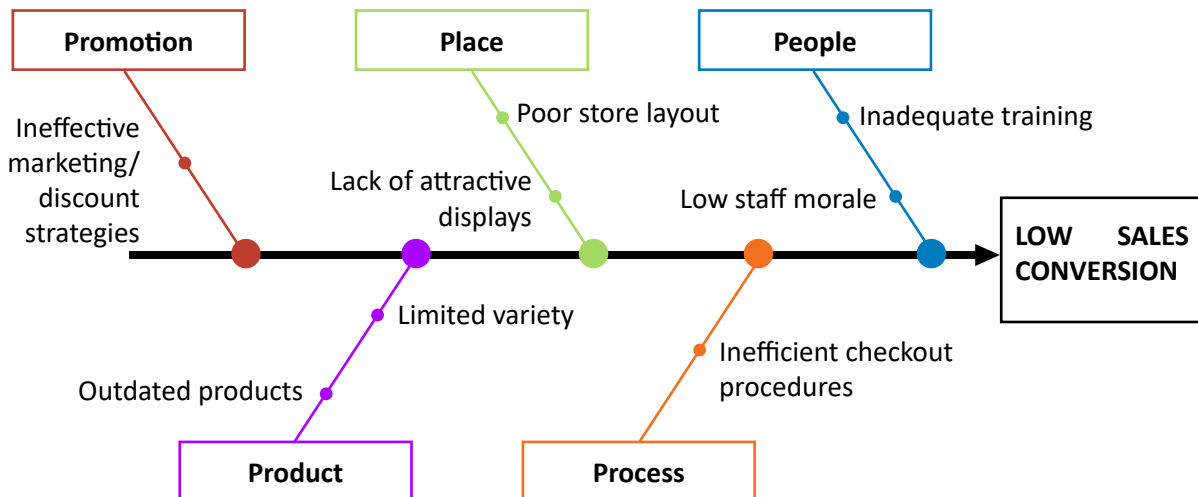 Promotion
Place
People
Ineffective
marketing/
discount
strategies
Poor store layout
Lack of attractive
displays
Inadequate training
Low staff morale
LOW SALES
CONVERSION
Limited variety
Outdated products
Inefficient checkout
procedures
Product
Process